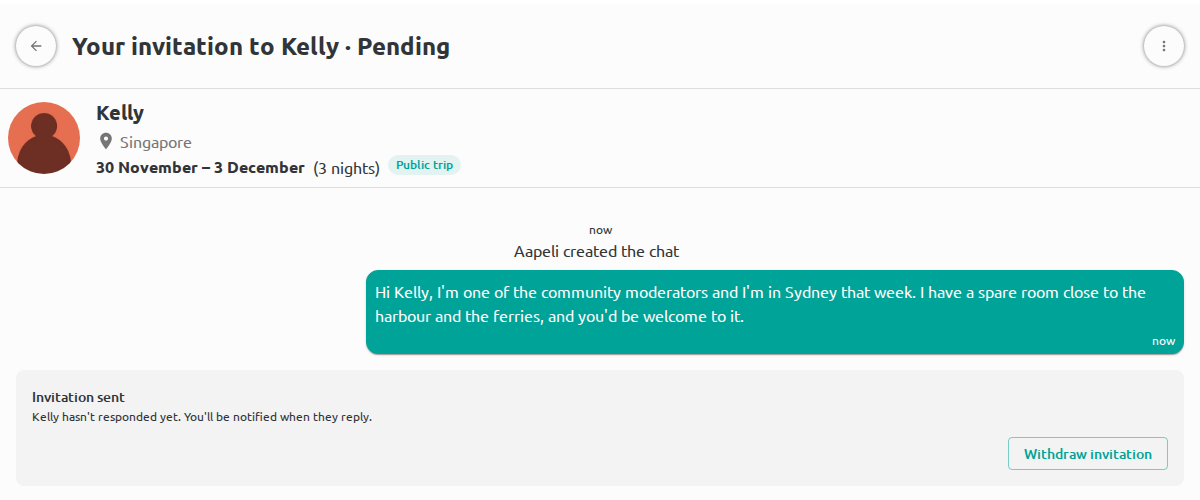 Your invitation to Kelly · Pending
Kelly
Singapore
30 November – 3 December (3 nights) Public trip
now
Aapeli created the chat
Hi Kelly, I'm one of the community moderators and I'm in Sydney that week. I have a spare room close to the
harbour and the ferries, and you'd be welcome to it.
now
Invitation sent
Kelly hasn't responded yet. You'll be notified when they reply.
Withdraw invitation